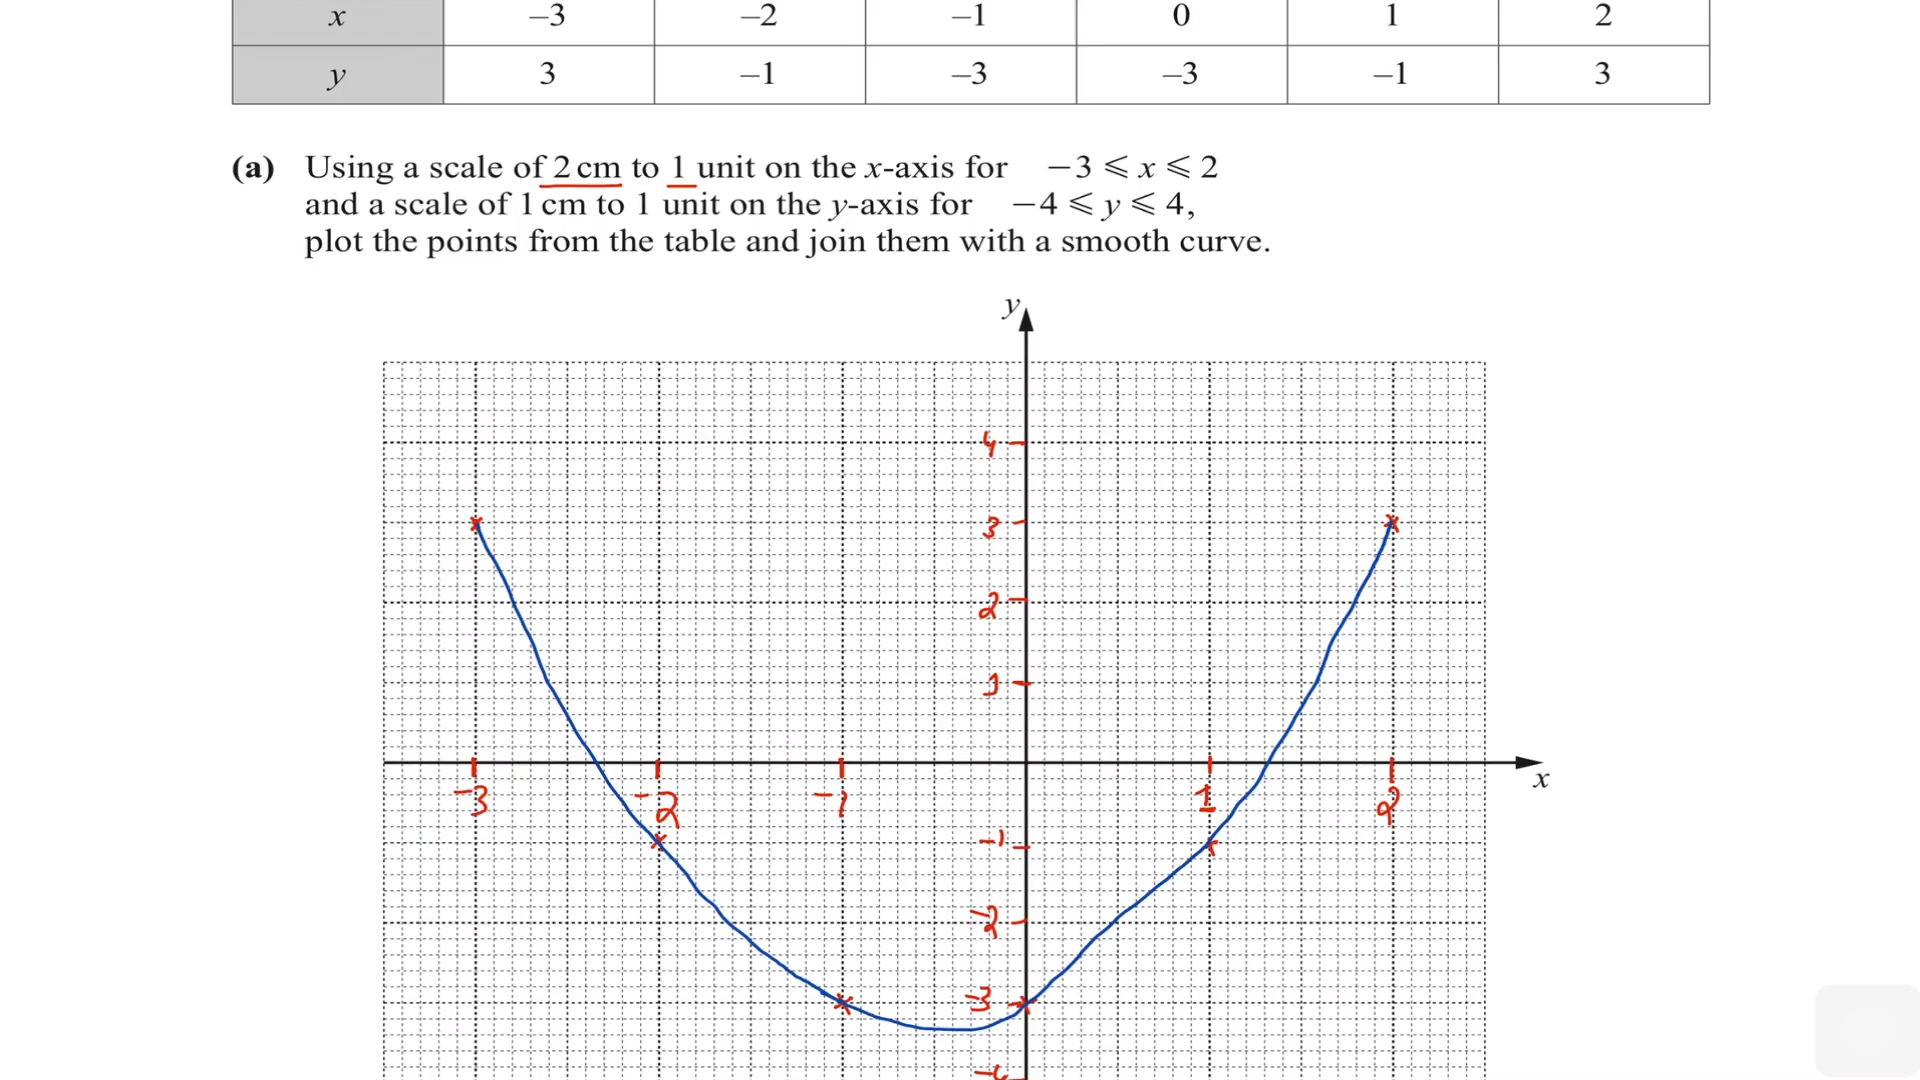 x −3 −2 −1 0 1 2
y 3 −1 −3 −3 −1 3
(a) Using a scale of 2 cm to 1 unit on the x-axis for −3 ⩽ x ⩽ 2
and a scale of 1 cm to 1 unit on the y-axis for −4 ⩽ y ⩽ 4,
plot the points from the table and join them with a smooth curve.
y
4
3
2
1
x
-3 -2 -1 1 2
-1
-2
-3
-4